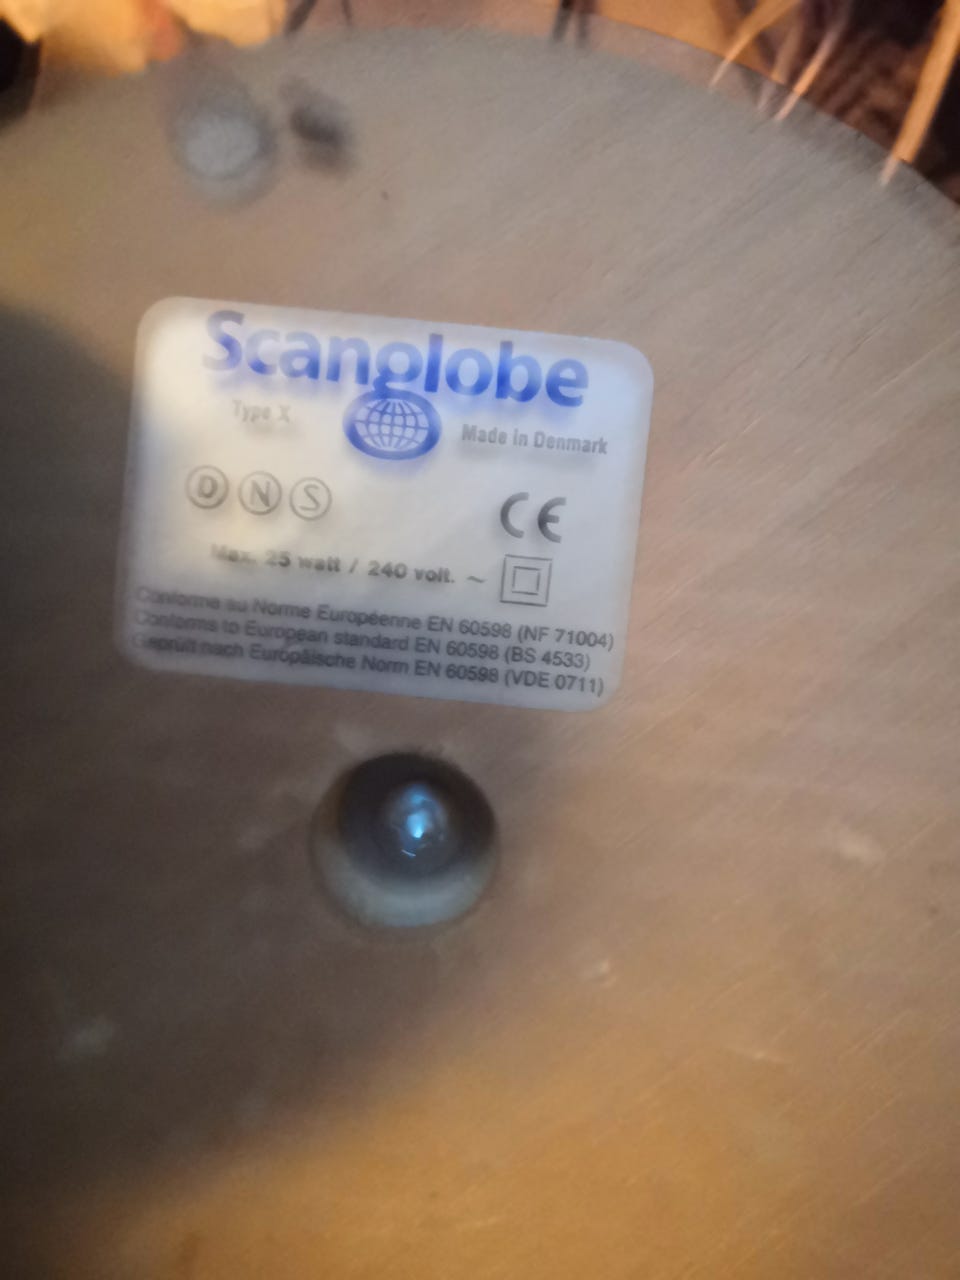 Scanglobe
Type X
Made in Denmark
D N S
CE
Max. 25 watt / 240 volt. ~
Conforme au Norme Européenne EN 60598 (NF 71004)
Conforms to European standard EN 60598 (BS 4533)
Geprüft nach Europäische Norm EN 60598 (VDE 0711)